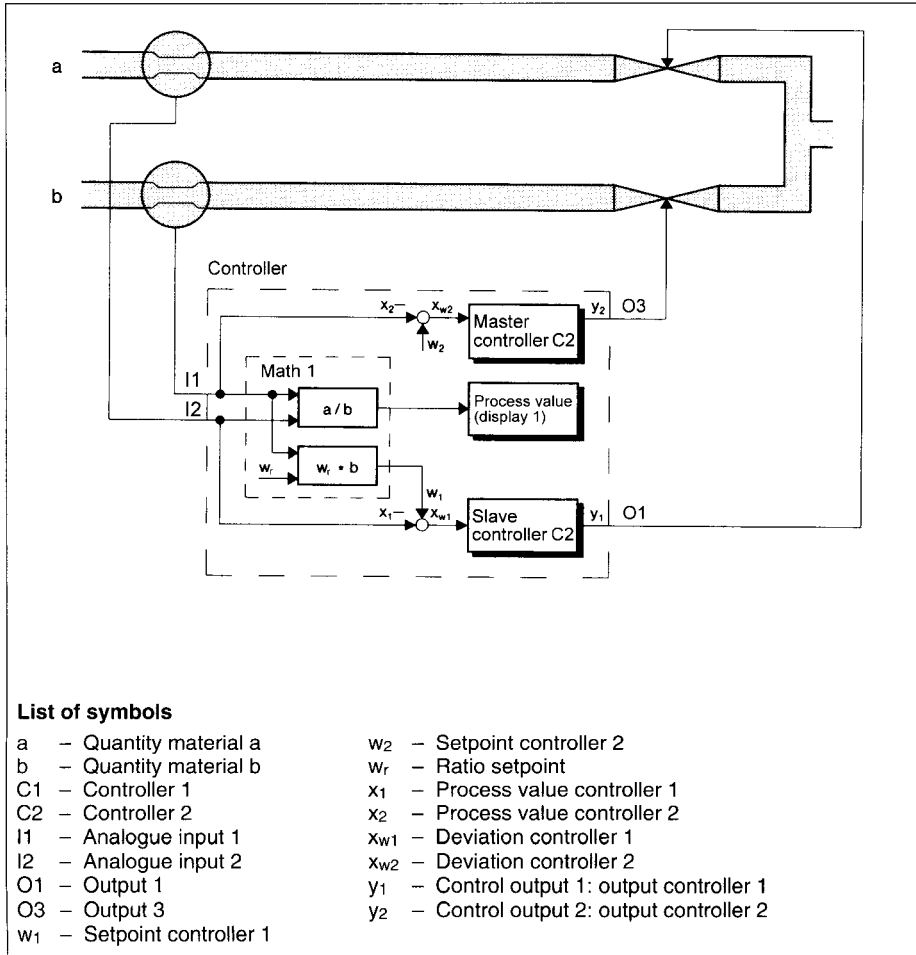 a
b
Controller
x2− xw2 y2 O3
w2
Master
controller C2
I1
I2
Math 1
a / b
Process value
(display 1)
wr
wr * b
w1
x1− xw1 y1 O1
Slave
controller C2
List of symbols
a – Quantity material a
b – Quantity material b
C1 – Controller 1
C2 – Controller 2
I1 – Analogue input 1
I2 – Analogue input 2
O1 – Output 1
O3 – Output 3
w1 – Setpoint controller 1
w2 – Setpoint controller 2
wr – Ratio setpoint
x1 – Process value controller 1
x2 – Process value controller 2
xw1 – Deviation controller 1
xw2 – Deviation controller 2
y1 – Control output 1: output controller 1
y2 – Control output 2: output controller 2